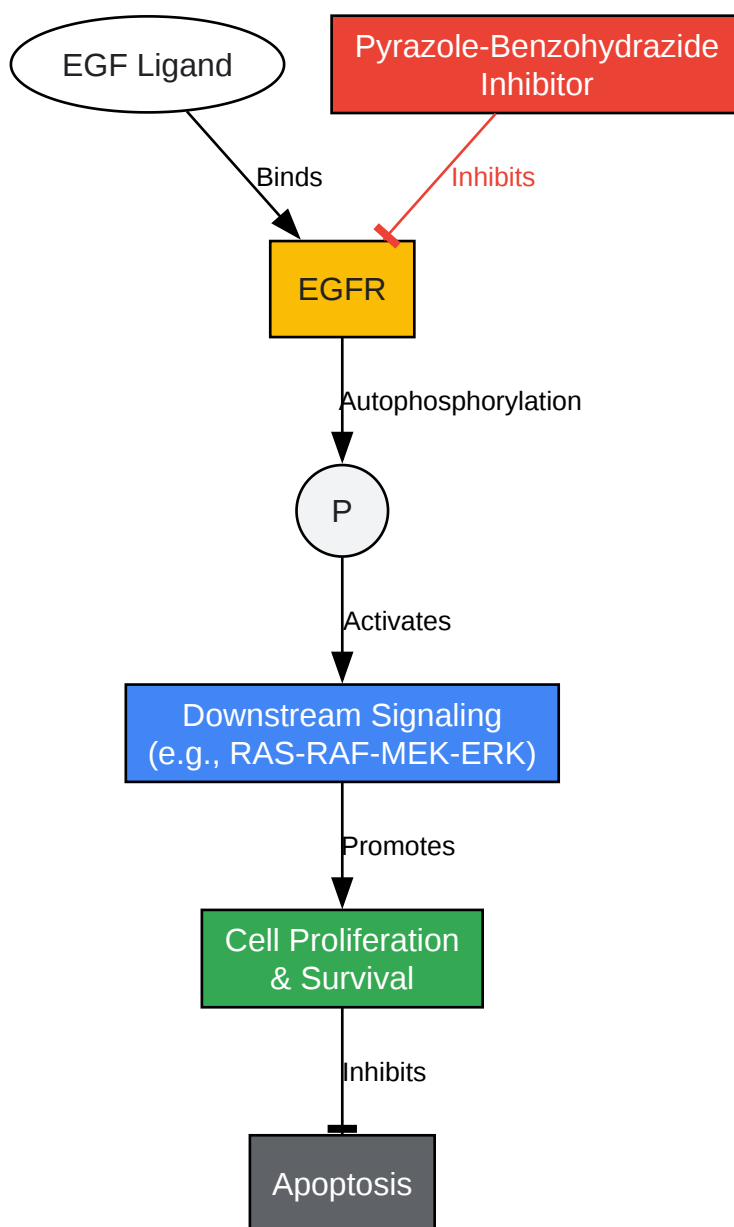 EGF Ligand
Pyrazole-Benzohydrazide
Inhibitor
Binds
Inhibits
EGFR
Autophosphorylation
P
Activates
Downstream Signaling
(e.g., RAS-RAF-MEK-ERK)
Promotes
Cell Proliferation
& Survival
Inhibits
Apoptosis